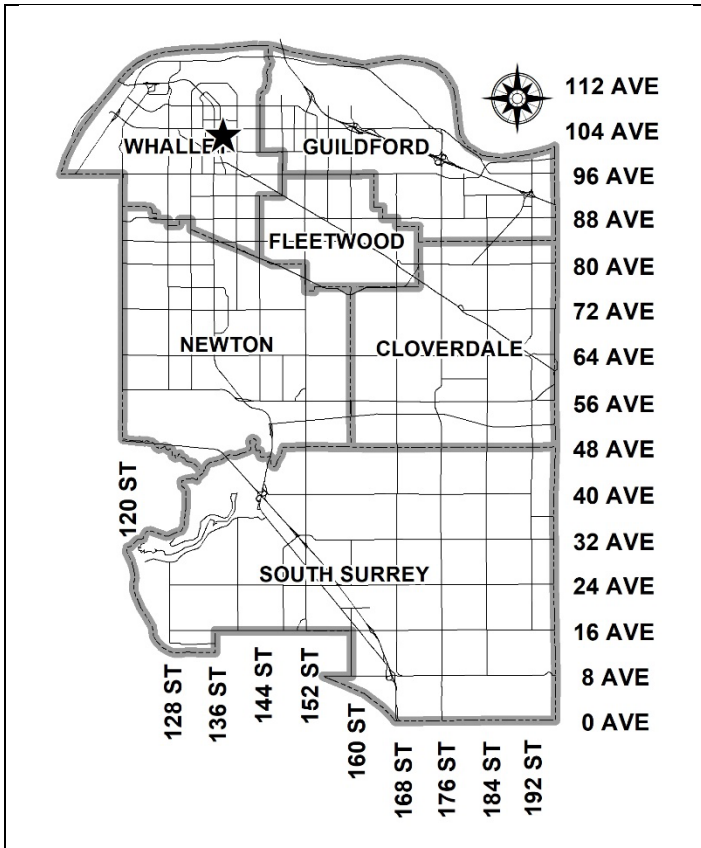 112 AVE
104 AVE
WHALLEY
GUILDFORD
96 AVE
88 AVE
FLEETWOOD
80 AVE
72 AVE
NEWTON
CLOVERDALE
64 AVE
56 AVE
48 AVE
120 ST
40 AVE
32 AVE
SOUTH SURREY
24 AVE
16 AVE
8 AVE
128 ST
136 ST
144 ST
152 ST
160 ST
0 AVE
168 ST
176 ST
184 ST
192 ST